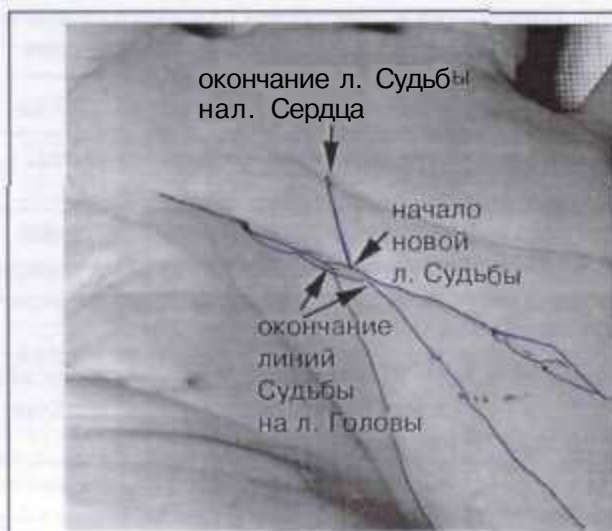 окончание л. Судьбы
нал. Сердца
начало
новой
л. Судьбы
окончание
линий
Судьбы
на л. Головы